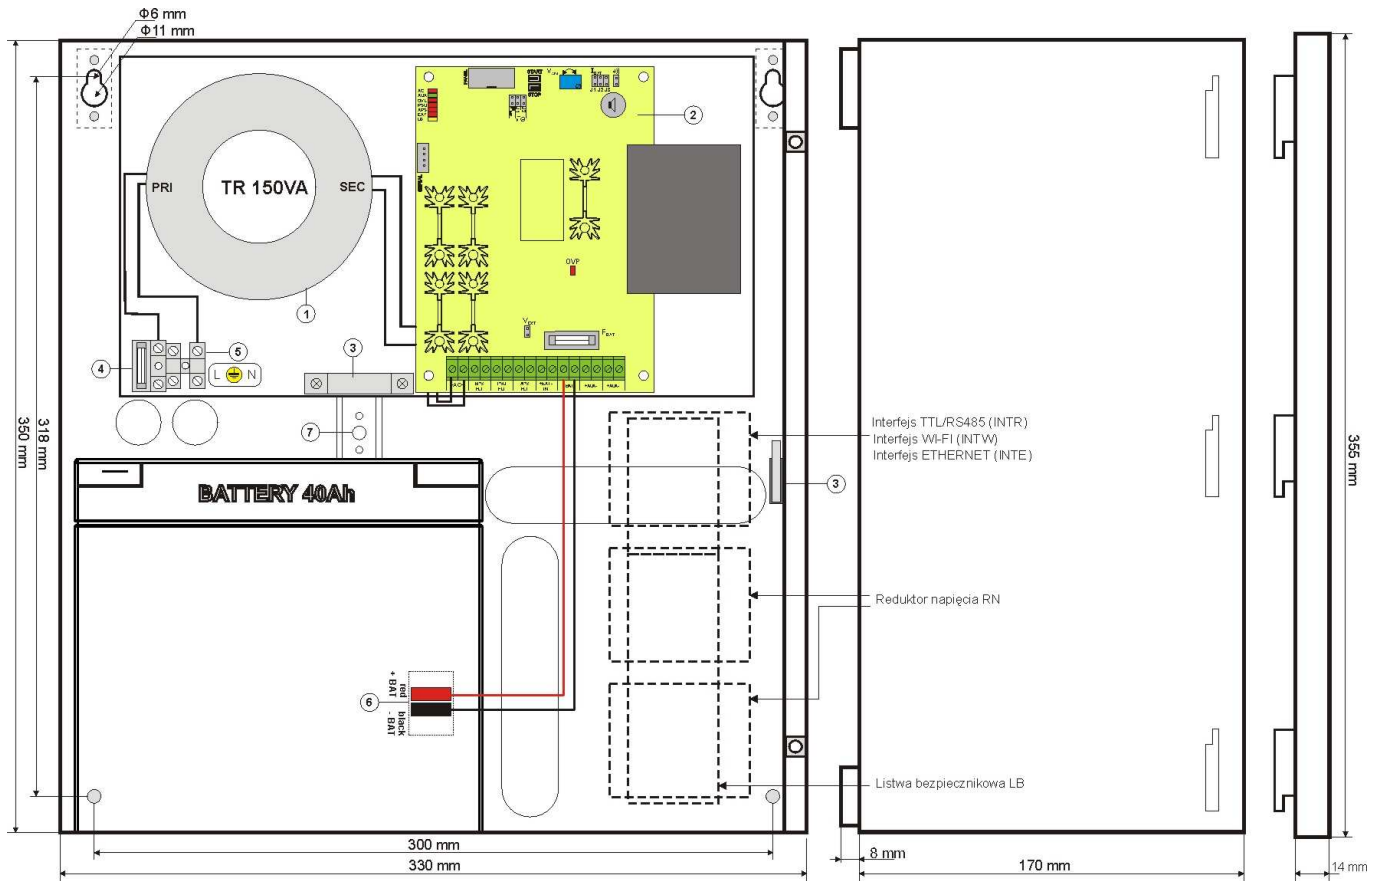 Φ6 mm
Φ11 mm
START
STOP
2
PRI
TR 150VA
SEC
OVP
1
3
5
4
L
N
7
350 mm
318 mm
Interfejs TTL/RS485 (INTR)
Interfejs WI-FI (INTW)
Interfejs ETHERNET (INTE)
3
355 mm
BATTERY 40Ah
Reduktor napięcia RN
6
red
+ BAT
black
- BAT
Listwa bezpiecznikowa LB
300 mm
330 mm
8 mm
170 mm
14 mm